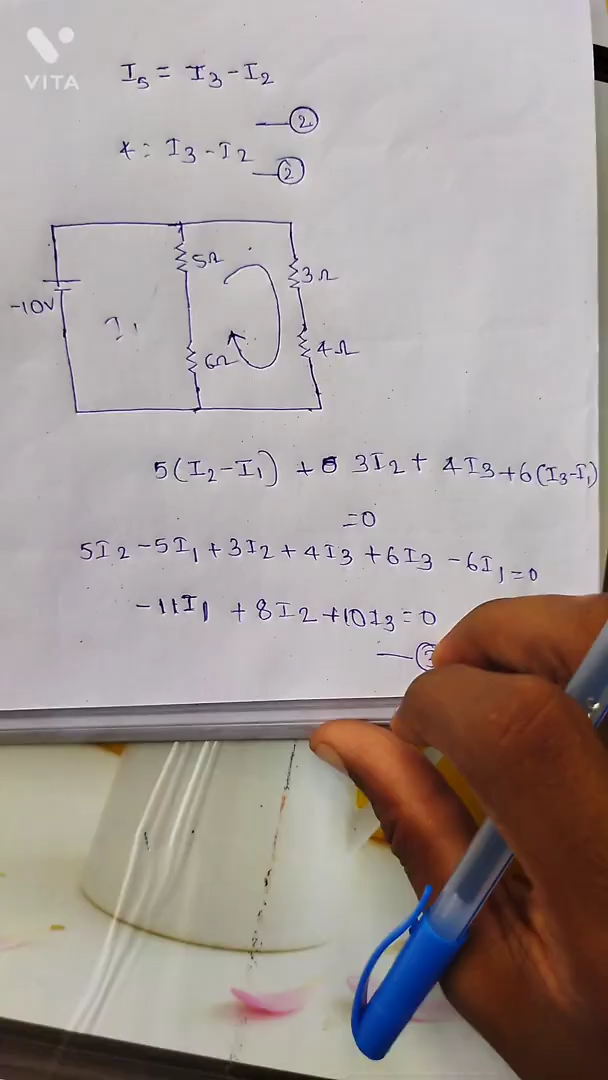 VITA
I5 = I3 - I2
— ②
4 = I3 - I2 — ②
5Ω
3Ω
-10V
I1
6Ω
4Ω
5(I2-I1) + 3I2 + 4I3 + 6(I3-I1)
=0
5I2 - 5I1 + 3I2 + 4I3 + 6I3 - 6I1 = 0
-11I1 + 8I2 + 10I3 = 0